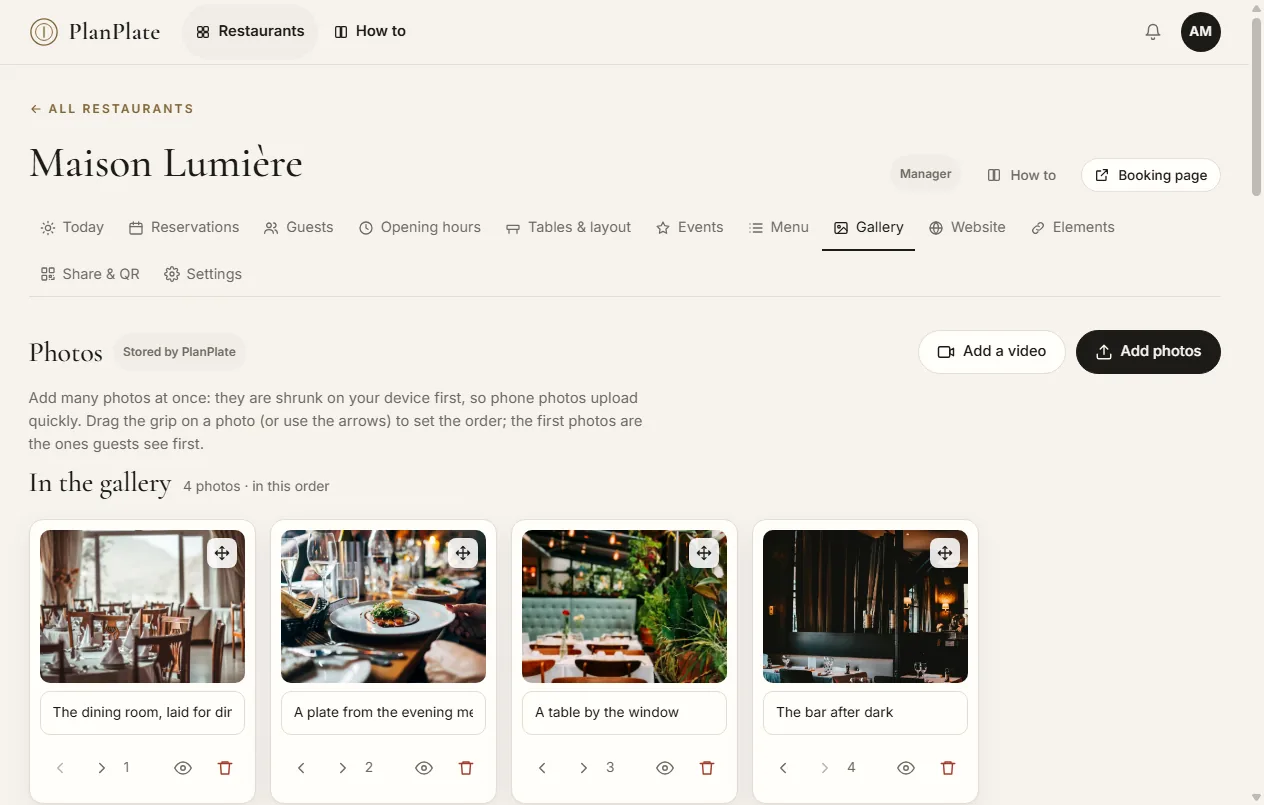 PlanPlate
Restaurants
How to
AM
← ALL RESTAURANTS
Maison Lumière
Manager
How to
Booking page
Today
Reservations
Guests
Opening hours
Tables & layout
Events
Menu
Gallery
Website
Elements
Share & QR
Settings
Photos
Stored by PlanPlate
Add a video
Add photos
Add many photos at once: they are shrunk on your device first, so phone photos upload
quickly. Drag the grip on a photo (or use the arrows) to set the order; the first photos are
the ones guests see first.
In the gallery
4 photos · in this order
The dining room, laid for
A plate from the evening
A table by the window
The bar after dark
1
2
3
4